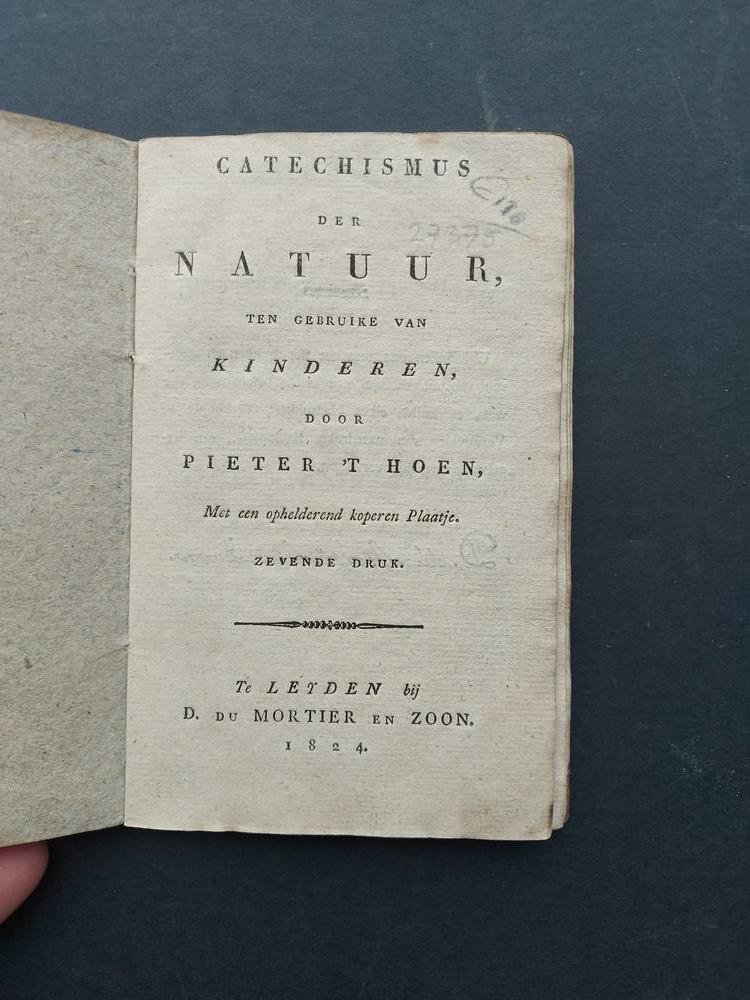 CATECHISMUS
DER
NATUUR,
TEN GEBRUIKE VAN
KINDEREN,
DOOR
PIETER 'T HOEN,
Met een ophelderend koperen Plaatje.
ZEVENDE DRUK.
Te LEYDEN bij
D. DU MORTIER EN ZOON.
1824.